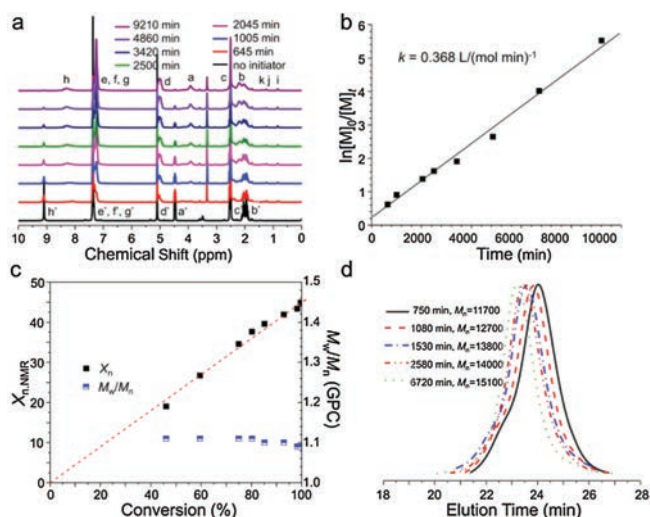 a
9210 min
2045 min
4860 min
1005 min
3420 min
645 min
2500 min
no initiator
h
e, f, g
d
a
c
b
k j
i
h'
e', f', g'
d'
a'
c'
b'
10 9 8 7 6 5 4 3 2 1 0
Chemical Shift (ppm)
b
k = 0.368 L/(mol min)-1
ln[M]0/[M]t
6
5
4
3
2
1
0
0 2000 4000 6000 8000 10000
Time (min)
c
Xn,NMR
50
40
30
20
10
0
Xn
Mw/Mn
1.5
1.4
1.3
1.2
1.1
1.0
Mw/Mn (GPC)
0 20 40 60 80 100
Conversion (%)
d
750 min, Mn=11700
1080 min, Mn=12700
1530 min, Mn=13800
2580 min, Mn=14000
6720 min, Mn=15100
18 20 22 24 26 28
Elution Time (min)